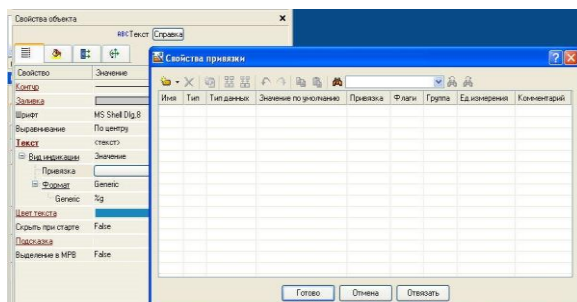 Свойства объекта
ABC Текст Справка
Свойство Значение
Контур
Заливка
Шрифт MS Shell Dlg,8
Выравнивание По центру
Текст <текст>
Вид индикации Значение
Привязка
Формат Generic
Generic %g
Цвет текста
Скрыть при старте False
Подсказка
Выделение в МРВ False
Свойства привязки
Имя Тип Тип данных Значение по умолчанию Привязка Флаги Группа Ед.измерения Комментарий
Готово Отмена Отвязать